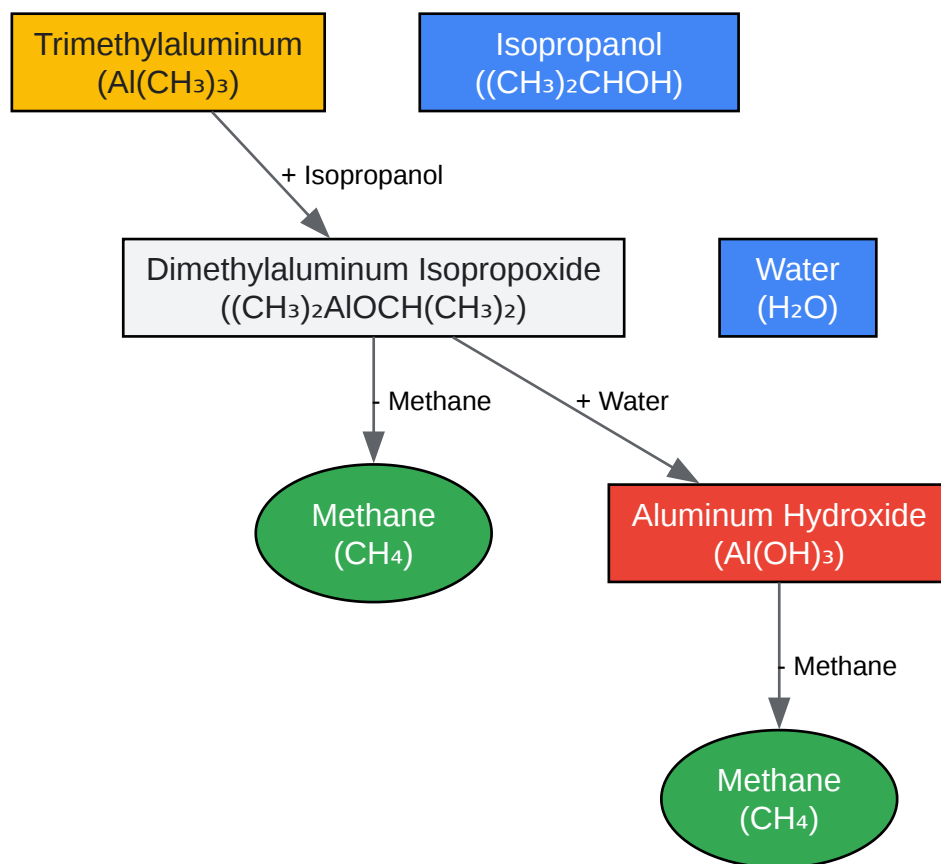 Trimethylaluminum
(Al(CH₃)₃)
Isopropanol
((CH₃)₂CHOH)
+ Isopropanol
Dimethylaluminum Isopropoxide
((CH₃)₂AlOCH(CH₃)₂)
Water
(H₂O)
- Methane
+ Water
Methane
(CH₄)
Aluminum Hydroxide
(Al(OH)₃)
- Methane
Methane
(CH₄)